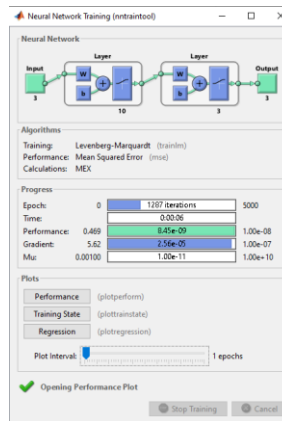 Neural Network Training (nntraintool)
Neural Network
Layer Layer
Input Output
W W
b b
3 3
10 3
Algorithms
Training: Levenberg-Marquardt (trainlm)
Performance: Mean Squared Error (mse)
Calculations: MEX
Progress
Epoch: 0 1287 iterations 5000
Time: 0:00:06
Performance: 0.469 8.45e-09 1.00e-08
Gradient: 5.62 2.56e-05 1.00e-07
Mu: 0.00100 1.00e-11 1.00e+10
Plots
Performance (plotperform)
Training State (plottrainstate)
Regression (plotregression)
Plot Interval: 1 epochs
Opening Performance Plot
Stop Training Cancel